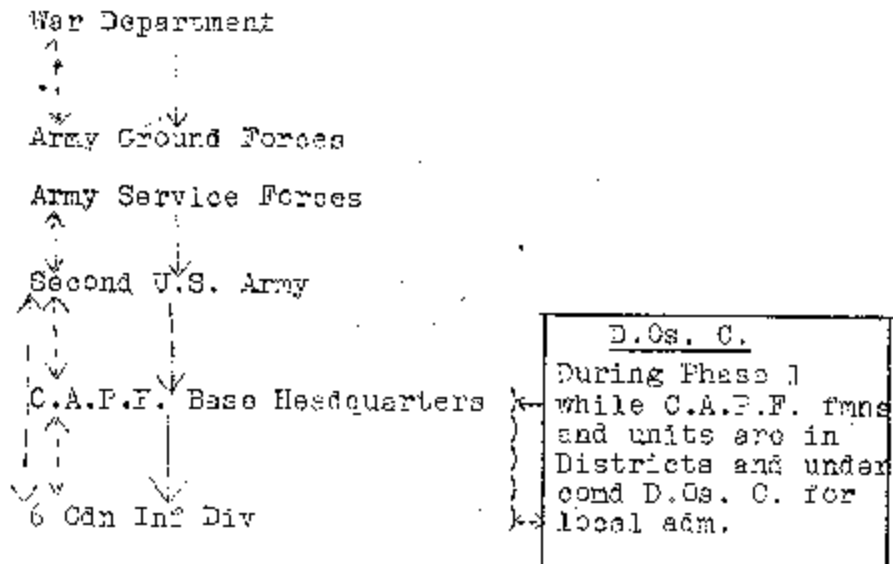 War Department
Army Ground Forces
Army Service Forces
Second U.S. Army
C.A.P.F. Base Headquarters
6 Cdn Inf Div
D.Os. C.
During Phase 1
while C.A.P.F. fmns
and units are in
Districts and under
comd D.Os. C. for
local adm.